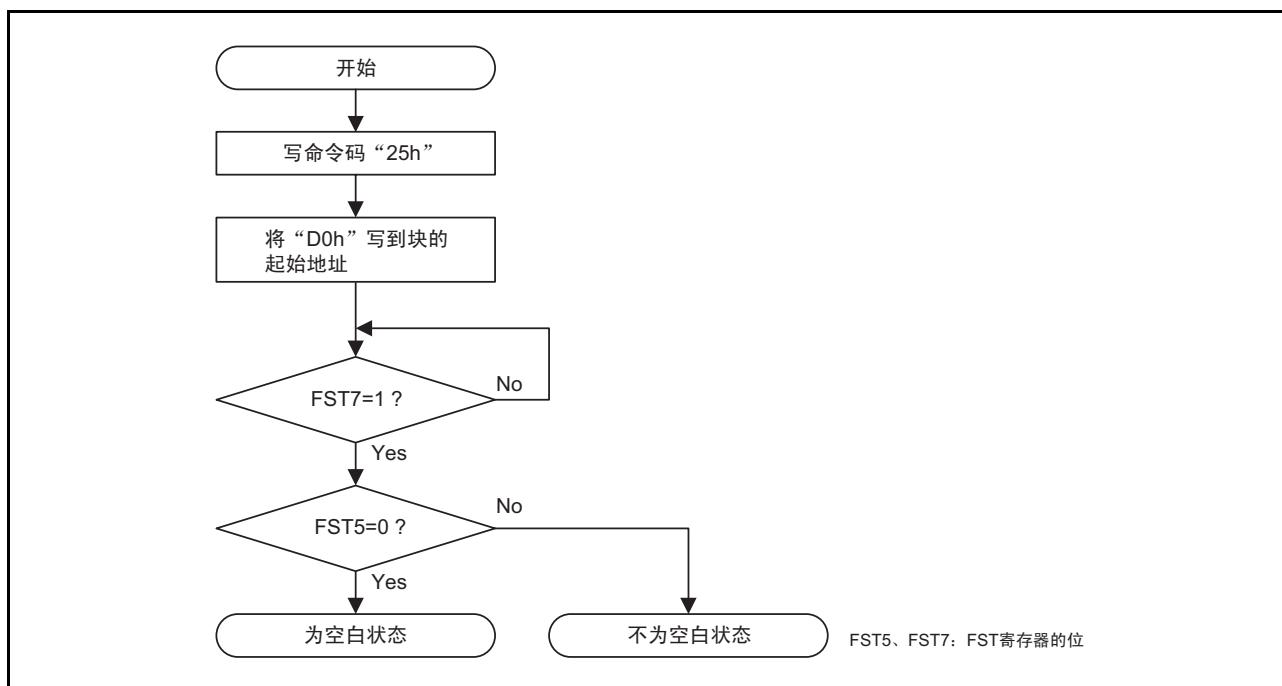 开始
写命令码“25h”
将“D0h”写到块的
起始地址
FST7=1 ?
No
Yes
FST5=0 ?
No
Yes
为空白状态
不为空白状态
FST5、FST7：FST寄存器的位